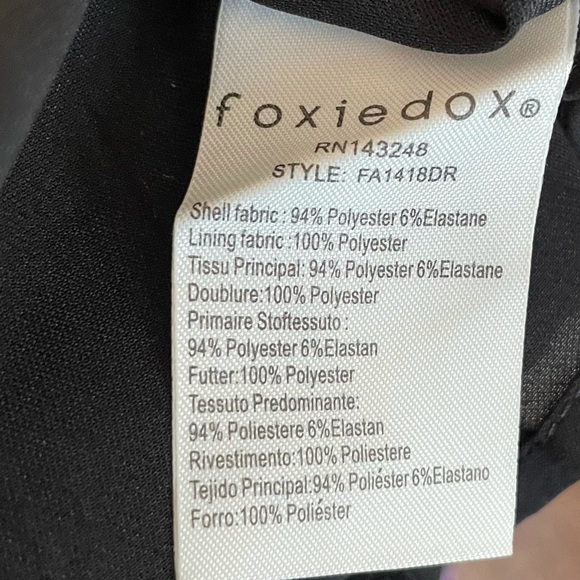 foxiedox®
RN143248
STYLE: FA1418DR
Shell fabric : 94% Polyester 6%Elastane
Lining fabric :100% Polyester
Tissu Principal: 94% Polyester 6%Elastane
Doublure:100% Polyester
Primaire Stoftessuto :
94% Polyester 6%Elastan
Futter:100% Polyester
Tessuto Predominante:
94% Poliestere 6%Elastan
Rivestimento:100% Poliestere
Tejido Principal:94% Poliéster 6%Elastano
Forro:100% Poliéster